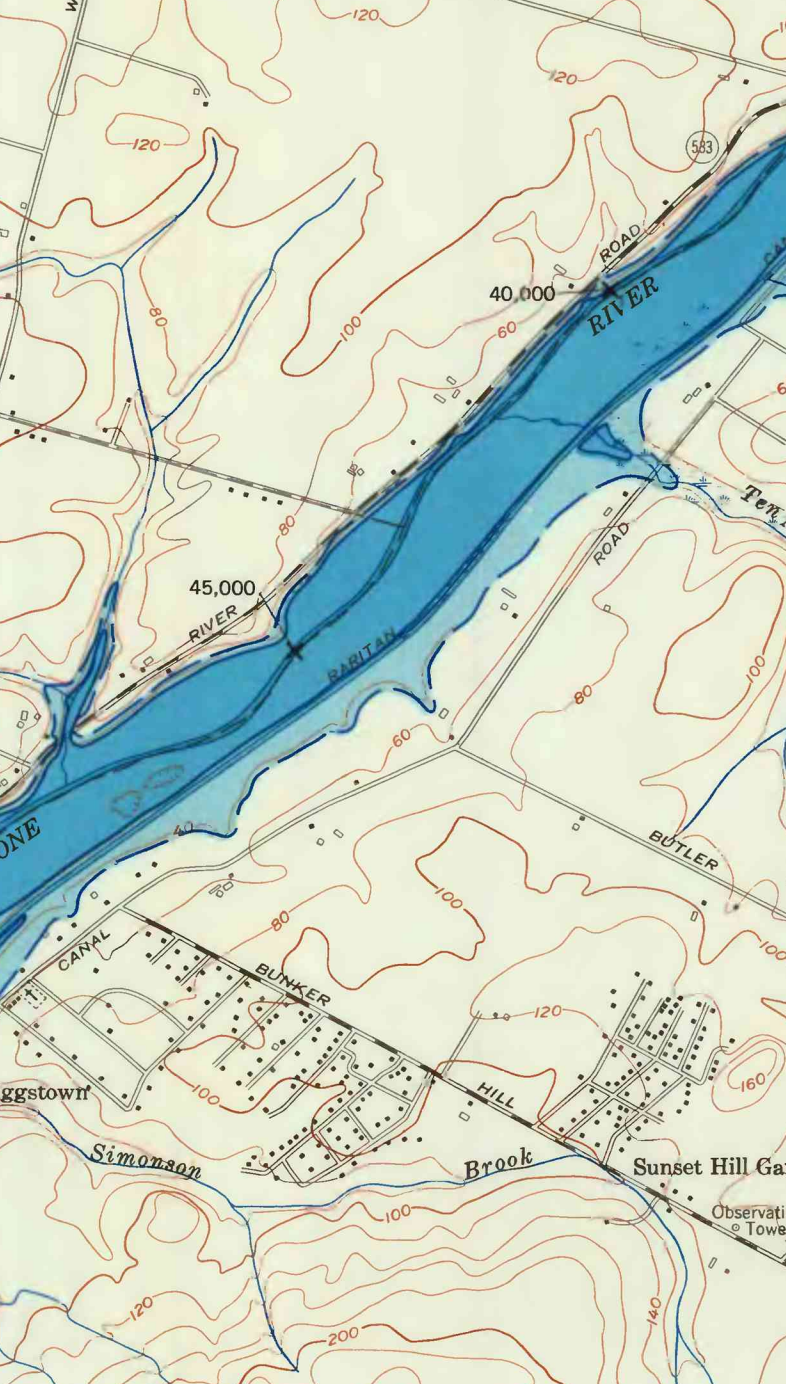 120
120
120
533
ROAD
40,000
RIVER
60
80
100
80
Ten
ROAD
45,000
RIVER
RARITAN
100
80
60
40
ONE
BUTLER
100
80
100
CANAL
BUNKER
120
100
HILL
160
ggstown
Simonson
Brook
Sunset Hill Ga
100
Observati
Towe
120
140
200